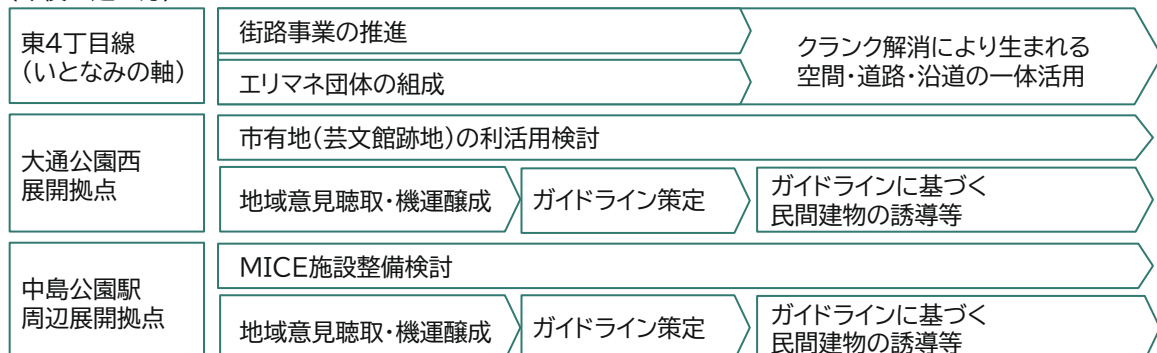 東4丁目線
(いとなみの軸)
街路事業の推進
エリマネ団体の組成
クランク解消により生まれる
空間・道路・沿道の一体活用
大通公園西
展開拠点
市有地(芸文館跡地)の利活用検討
地域意見聴取・機運醸成
ガイドライン策定
ガイドラインに基づく
民間建物の誘導等
中島公園駅
周辺展開拠点
MICE施設整備検討
地域意見聴取・機運醸成
ガイドライン策定
ガイドラインに基づく
民間建物の誘導等